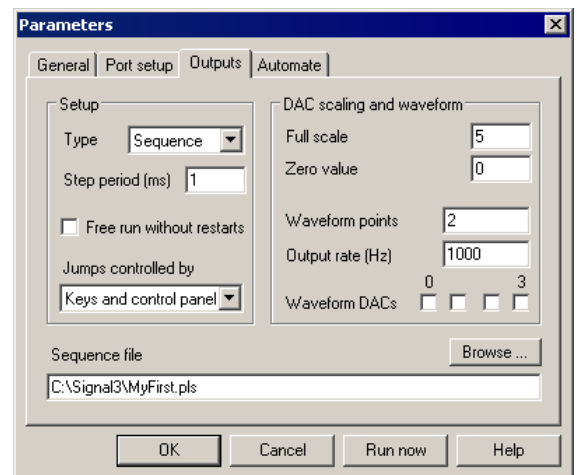 Parameters
General Port setup Outputs Automate
Setup
Type Sequence
Step period (ms) 1
Free run without restarts
Jumps controlled by
Keys and control panel
DAC scaling and waveform
Full scale 5
Zero value 0
Waveform points 2
Output rate (Hz) 1000
0 3
Waveform DACs
Sequence file
Browse ...
C:\Signal3\MyFirst.pls
OK Cancel Run now Help